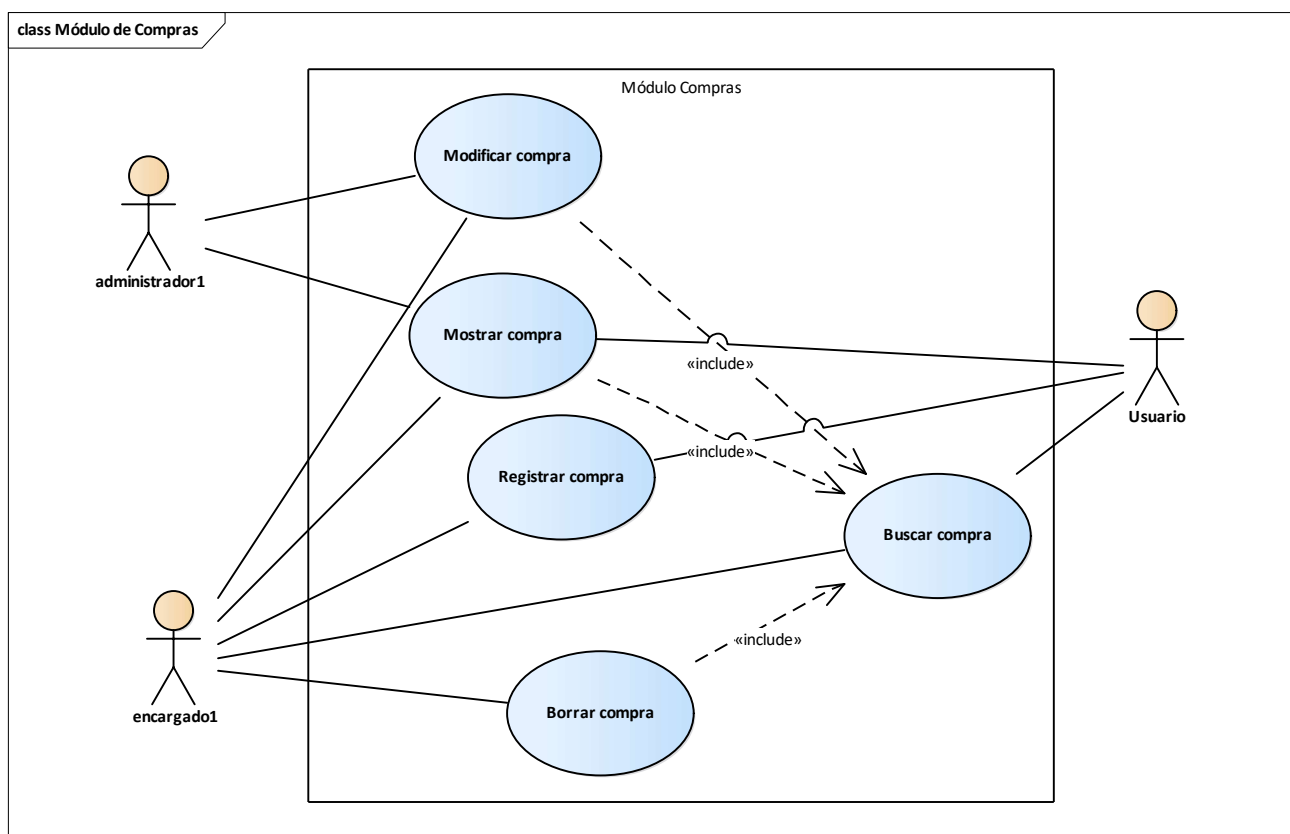 class Módulo de Compras
Módulo Compras
Modificar compra
administrador1
Mostrar compra
«include»
Usuario
«include»
Registrar compra
Buscar compra
«include»
encargado1
Borrar compra